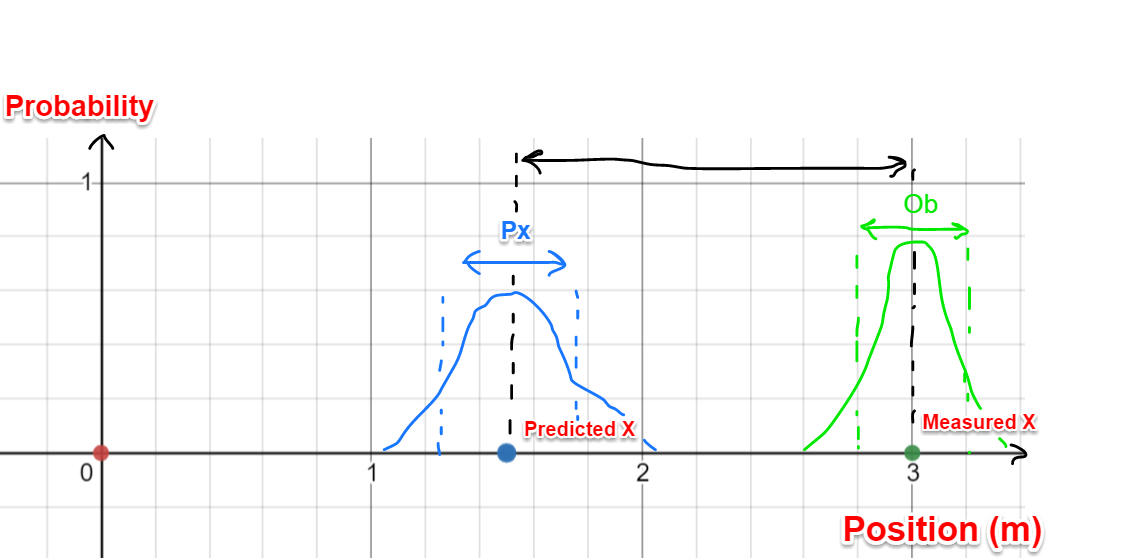 Probability
1
Ob
Px
Predicted X
Measured X
0
1
2
3
Position (m)